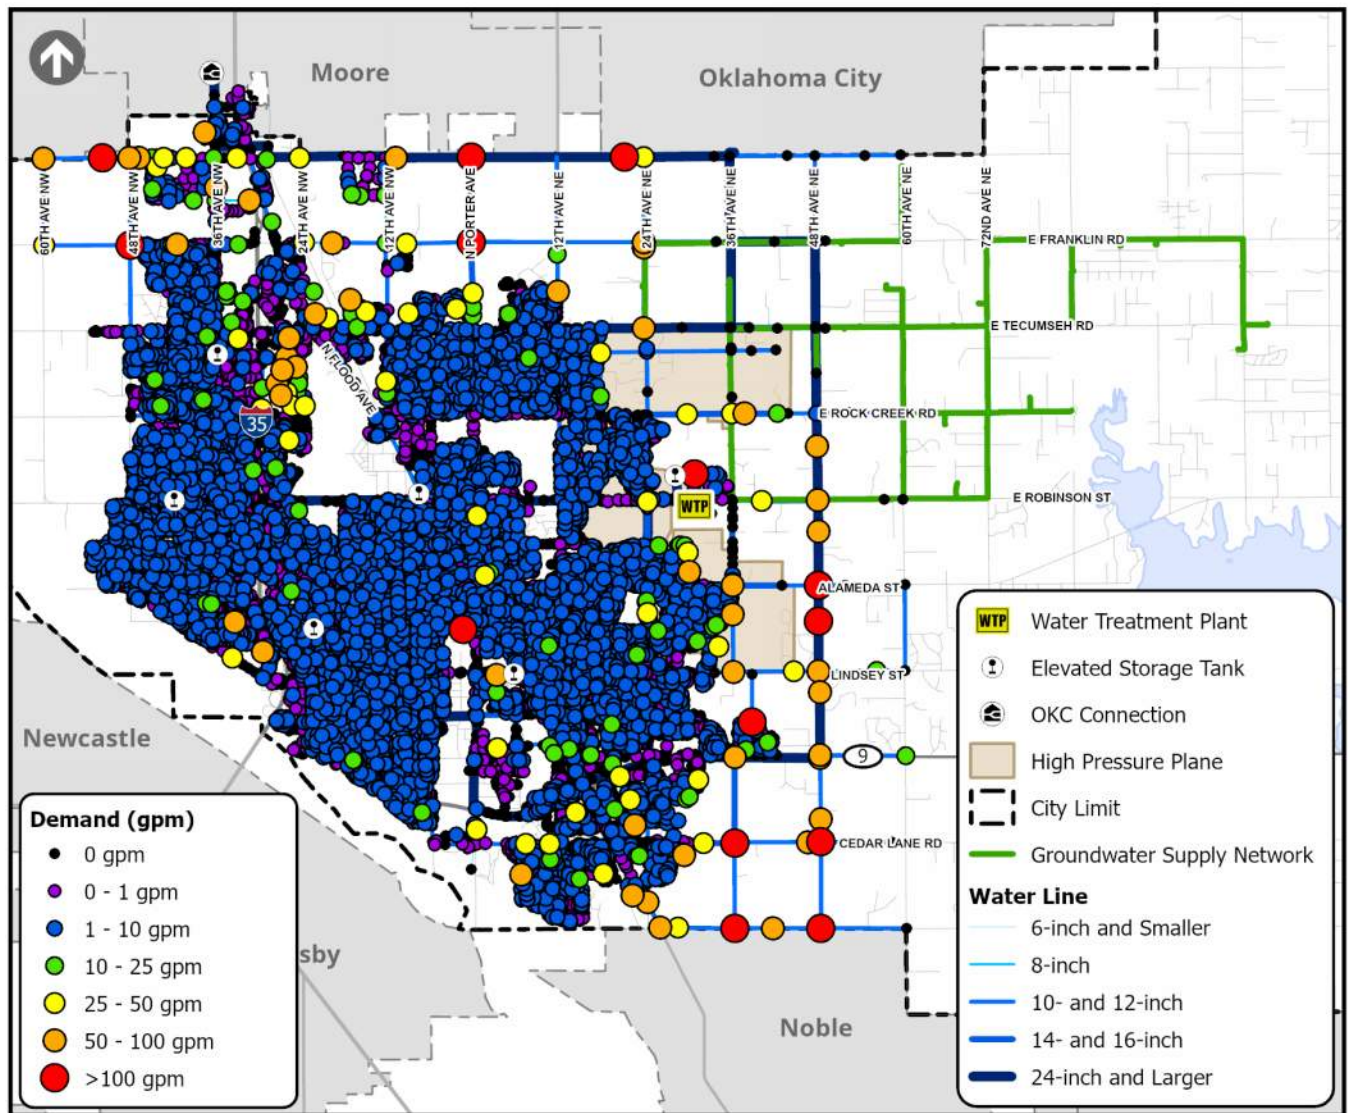 Moore
Oklahoma City
60TH AVE NW
48TH AVE NW
36TH AVE NW
24TH AVE NW
12TH AVE NW
N PORTER AVE
12TH AVE NE
24TH AVE NE
36TH AVE NE
48TH AVE NE
60TH AVE NE
72ND AVE NE
E FRANKLIN RD
E TECUMSEH RD
N FLOOD AVE
E ROCK CREEK RD
35
E ROBINSON ST
WTP
ALAMEDA ST
LINDSEY ST
Newcastle
9
CEDAR LANE RD
sby
Noble
Demand (gpm)
0 gpm
0 - 1 gpm
1 - 10 gpm
10 - 25 gpm
25 - 50 gpm
50 - 100 gpm
>100 gpm
WTP Water Treatment Plant
Elevated Storage Tank
OKC Connection
High Pressure Plane
City Limit
Groundwater Supply Network
Water Line
6-inch and Smaller
8-inch
10- and 12-inch
14- and 16-inch
24-inch and Larger